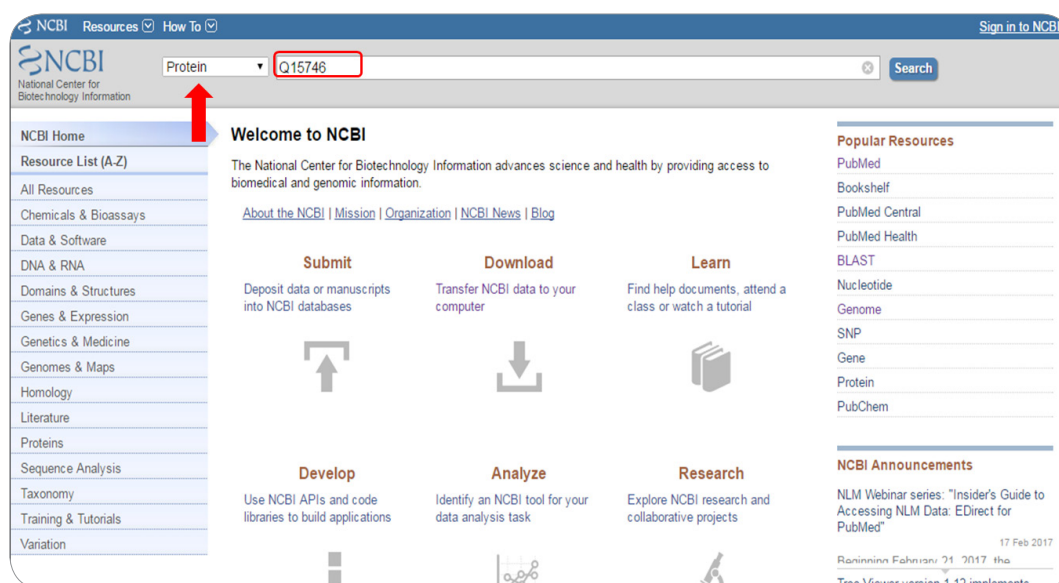 NCBI Resources How To Sign in to NCBI
NCBI
National Center for
Biotechnology Information
Protein Q15746 Search
NCBI Home
Resource List (A-Z)
All Resources
Chemicals & Bioassays
Data & Software
DNA & RNA
Domains & Structures
Genes & Expression
Genetics & Medicine
Genomes & Maps
Homology
Literature
Proteins
Sequence Analysis
Taxonomy
Training & Tutorials
Variation
Welcome to NCBI
The National Center for Biotechnology Information advances science and health by providing access to
biomedical and genomic information.
About the NCBI | Mission | Organization | NCBI News | Blog
Submit
Deposit data or manuscripts
into NCBI databases
Download
Transfer NCBI data to your
computer
Learn
Find help documents, attend a
class or watch a tutorial
Develop
Use NCBI APIs and code
libraries to build applications
Analyze
Identify an NCBI tool for your
data analysis task
Research
Explore NCBI research and
collaborative projects
Popular Resources
PubMed
Bookshelf
PubMed Central
PubMed Health
BLAST
Nucleotide
Genome
SNP
Gene
Protein
PubChem
NCBI Announcements
NLM Webinar series: "Insider's Guide to
Accessing NLM Data: EDirect for
PubMed"
17 Feb 2017
Beginning February 21, 2017, the
Tree Viewer version 1.12 implements